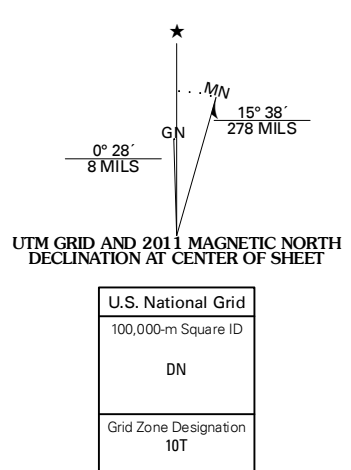 ★
MN
GN
15° 38´
278 MILS
0° 28´
8 MILS
UTM GRID AND 2011 MAGNETIC NORTH
DECLINATION AT CENTER OF SHEET
U.S. National Grid
100,000-m Square ID
DN
Grid Zone Designation
10T